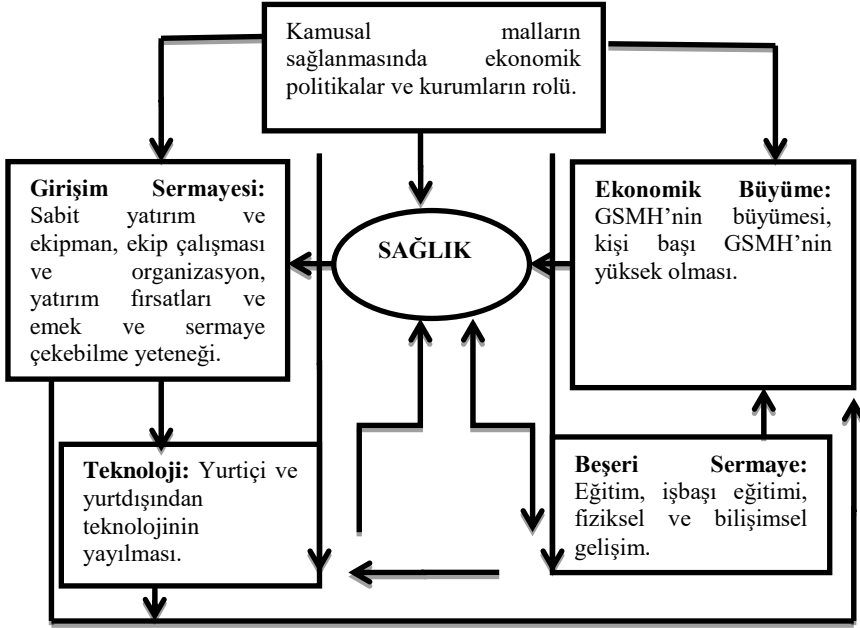 Kamusal malların
sağlanmasında ekonomik
politikalar ve kurumların rolü.
Girişim Sermayesi:
Sabit yatırım ve
ekipman, ekip çalışması
ve organizasyon,
yatırım fırsatları ve
emek ve sermaye
çekebilme yeteneği.
SAĞLIK
Ekonomik Büyüme:
GSMH’nin büyümesi,
kişi başı GSMH’nin
yüksek olması.
Teknoloji: Yurtiçi ve
yurtdışından
teknolojinin
yayılması.
Beşeri Sermaye:
Eğitim, işbaşı eğitimi,
fiziksel ve bilişimsel
gelişim.